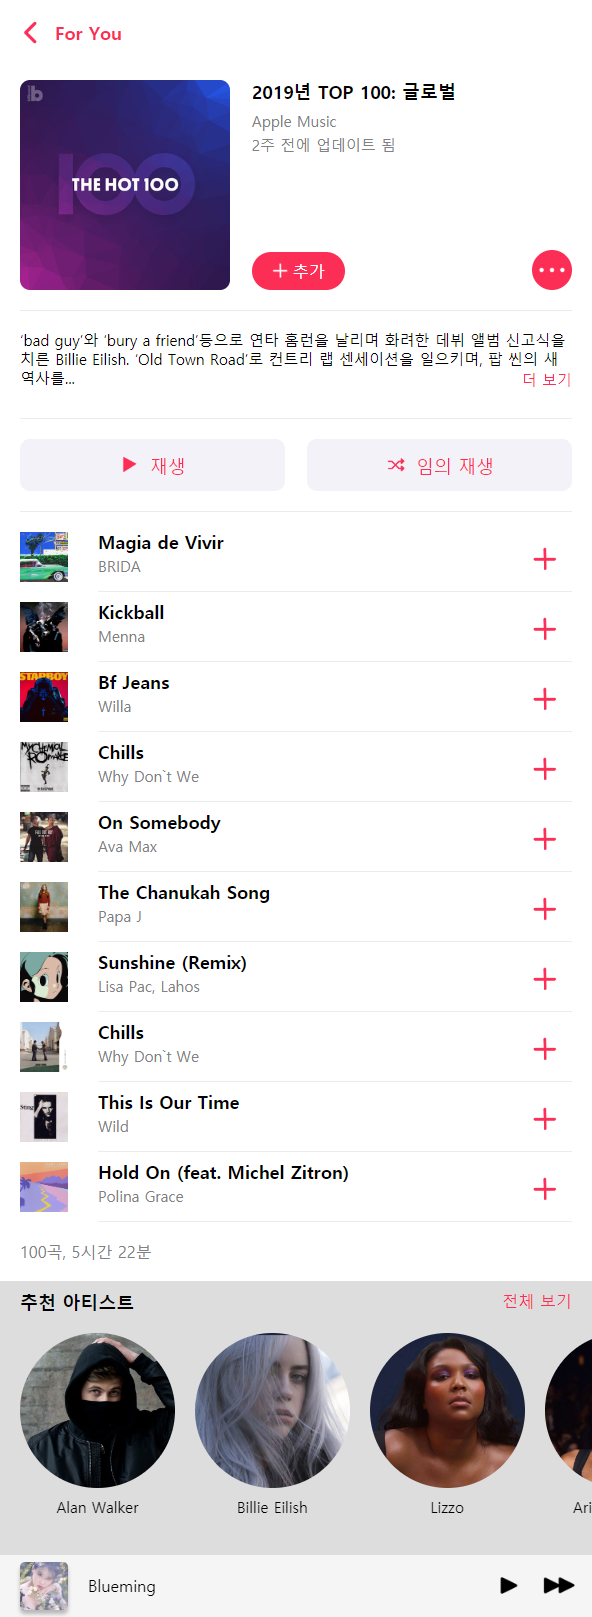 For You
b
THE HOT 100
2019년 TOP 100: 글로벌
Apple Music
2주 전에 업데이트 됨
추가
‘bad guy’와 ‘bury a friend’등으로 연타 홈런을 날리며 화려한 데뷔 앨범 신고식을
치른 Billie Eilish. ‘Old Town Road’로 컨트리 랩 센세이션을 일으키며, 팝 씬의 새
역사를... 더 보기
재생
임의 재생
Magia de Vivir
BRIDA
Kickball
Menna
STARBOY
Bf Jeans
Willa
MY CHEMICAL
ROMANCE
Chills
Why Don`t We
On Somebody
Ava Max
The Chanukah Song
Papa J
Sunshine (Remix)
Lisa Pac, Lahos
Chills
Why Don`t We
Sting
This Is Our Time
Wild
Hold On (feat. Michel Zitron)
Polina Grace
100곡, 5시간 22분
추천 아티스트 전체 보기
Alan Walker
Billie Eilish
Lizzo
Ari
Blueming